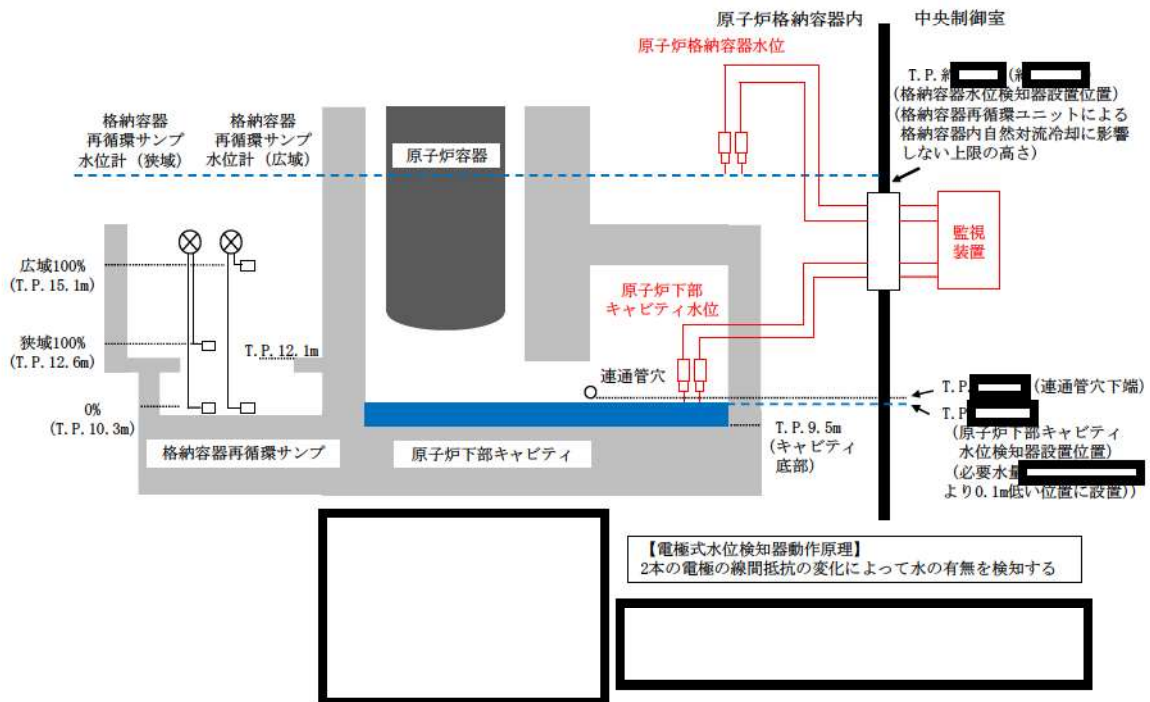 原子炉格納容器内
中央制御室
原子炉格納容器水位
T.P.約 (約 )
(格納容器水位検知器設置位置)
(格納容器再循環ユニットによる
格納容器内自然対流冷却に影響
しない上限の高さ)
格納容器
再循環サンプ
水位計（狭域）
格納容器
再循環サンプ
水位計（広域）
原子炉容器
監視
装置
広域100%
(T.P.15.1m)
原子炉下部
キャビティ水位
狭域100%
(T.P.12.6m)
T.P.12.1m
連通管穴
T.P. (連通管穴下端)
0%
(T.P.10.3m)
T.P
(原子炉下部キャビティ
水位検知器設置位置)
(必要水量
より0.1m低い位置に設置))
T.P.9.5m
(キャビティ
底部)
格納容器再循環サンプ
原子炉下部キャビティ
【電極式水位検知器動作原理】
2本の電極の線間抵抗の変化によって水の有無を検知する